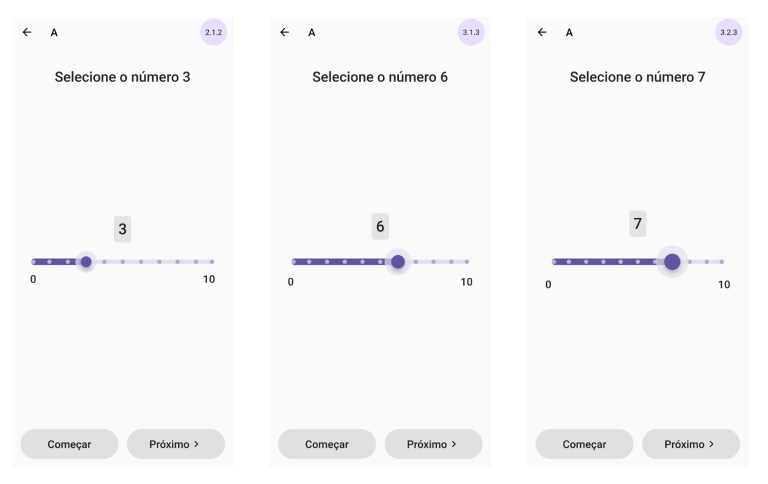 A 2.1.2
Selecione o número 3
3
0 10
Começar Próximo >
A 3.1.3
Selecione o número 6
6
0 10
Começar Próximo >
A 3.2.3
Selecione o número 7
7
0 10
Começar Próximo >